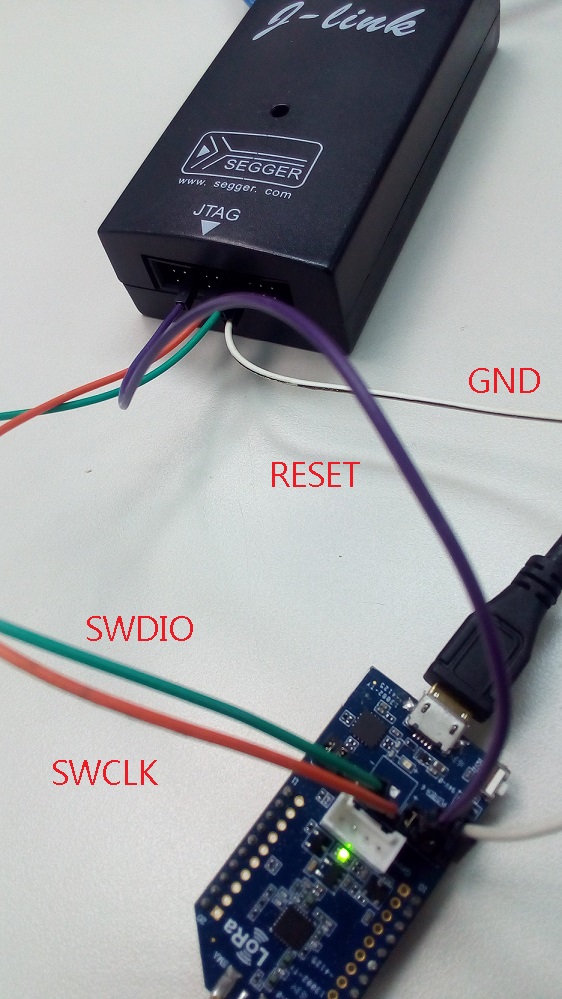 J-link
SEGGER
www. segger. com
JTAG
GND
RESET
SWDIO
SWCLK
LoRa